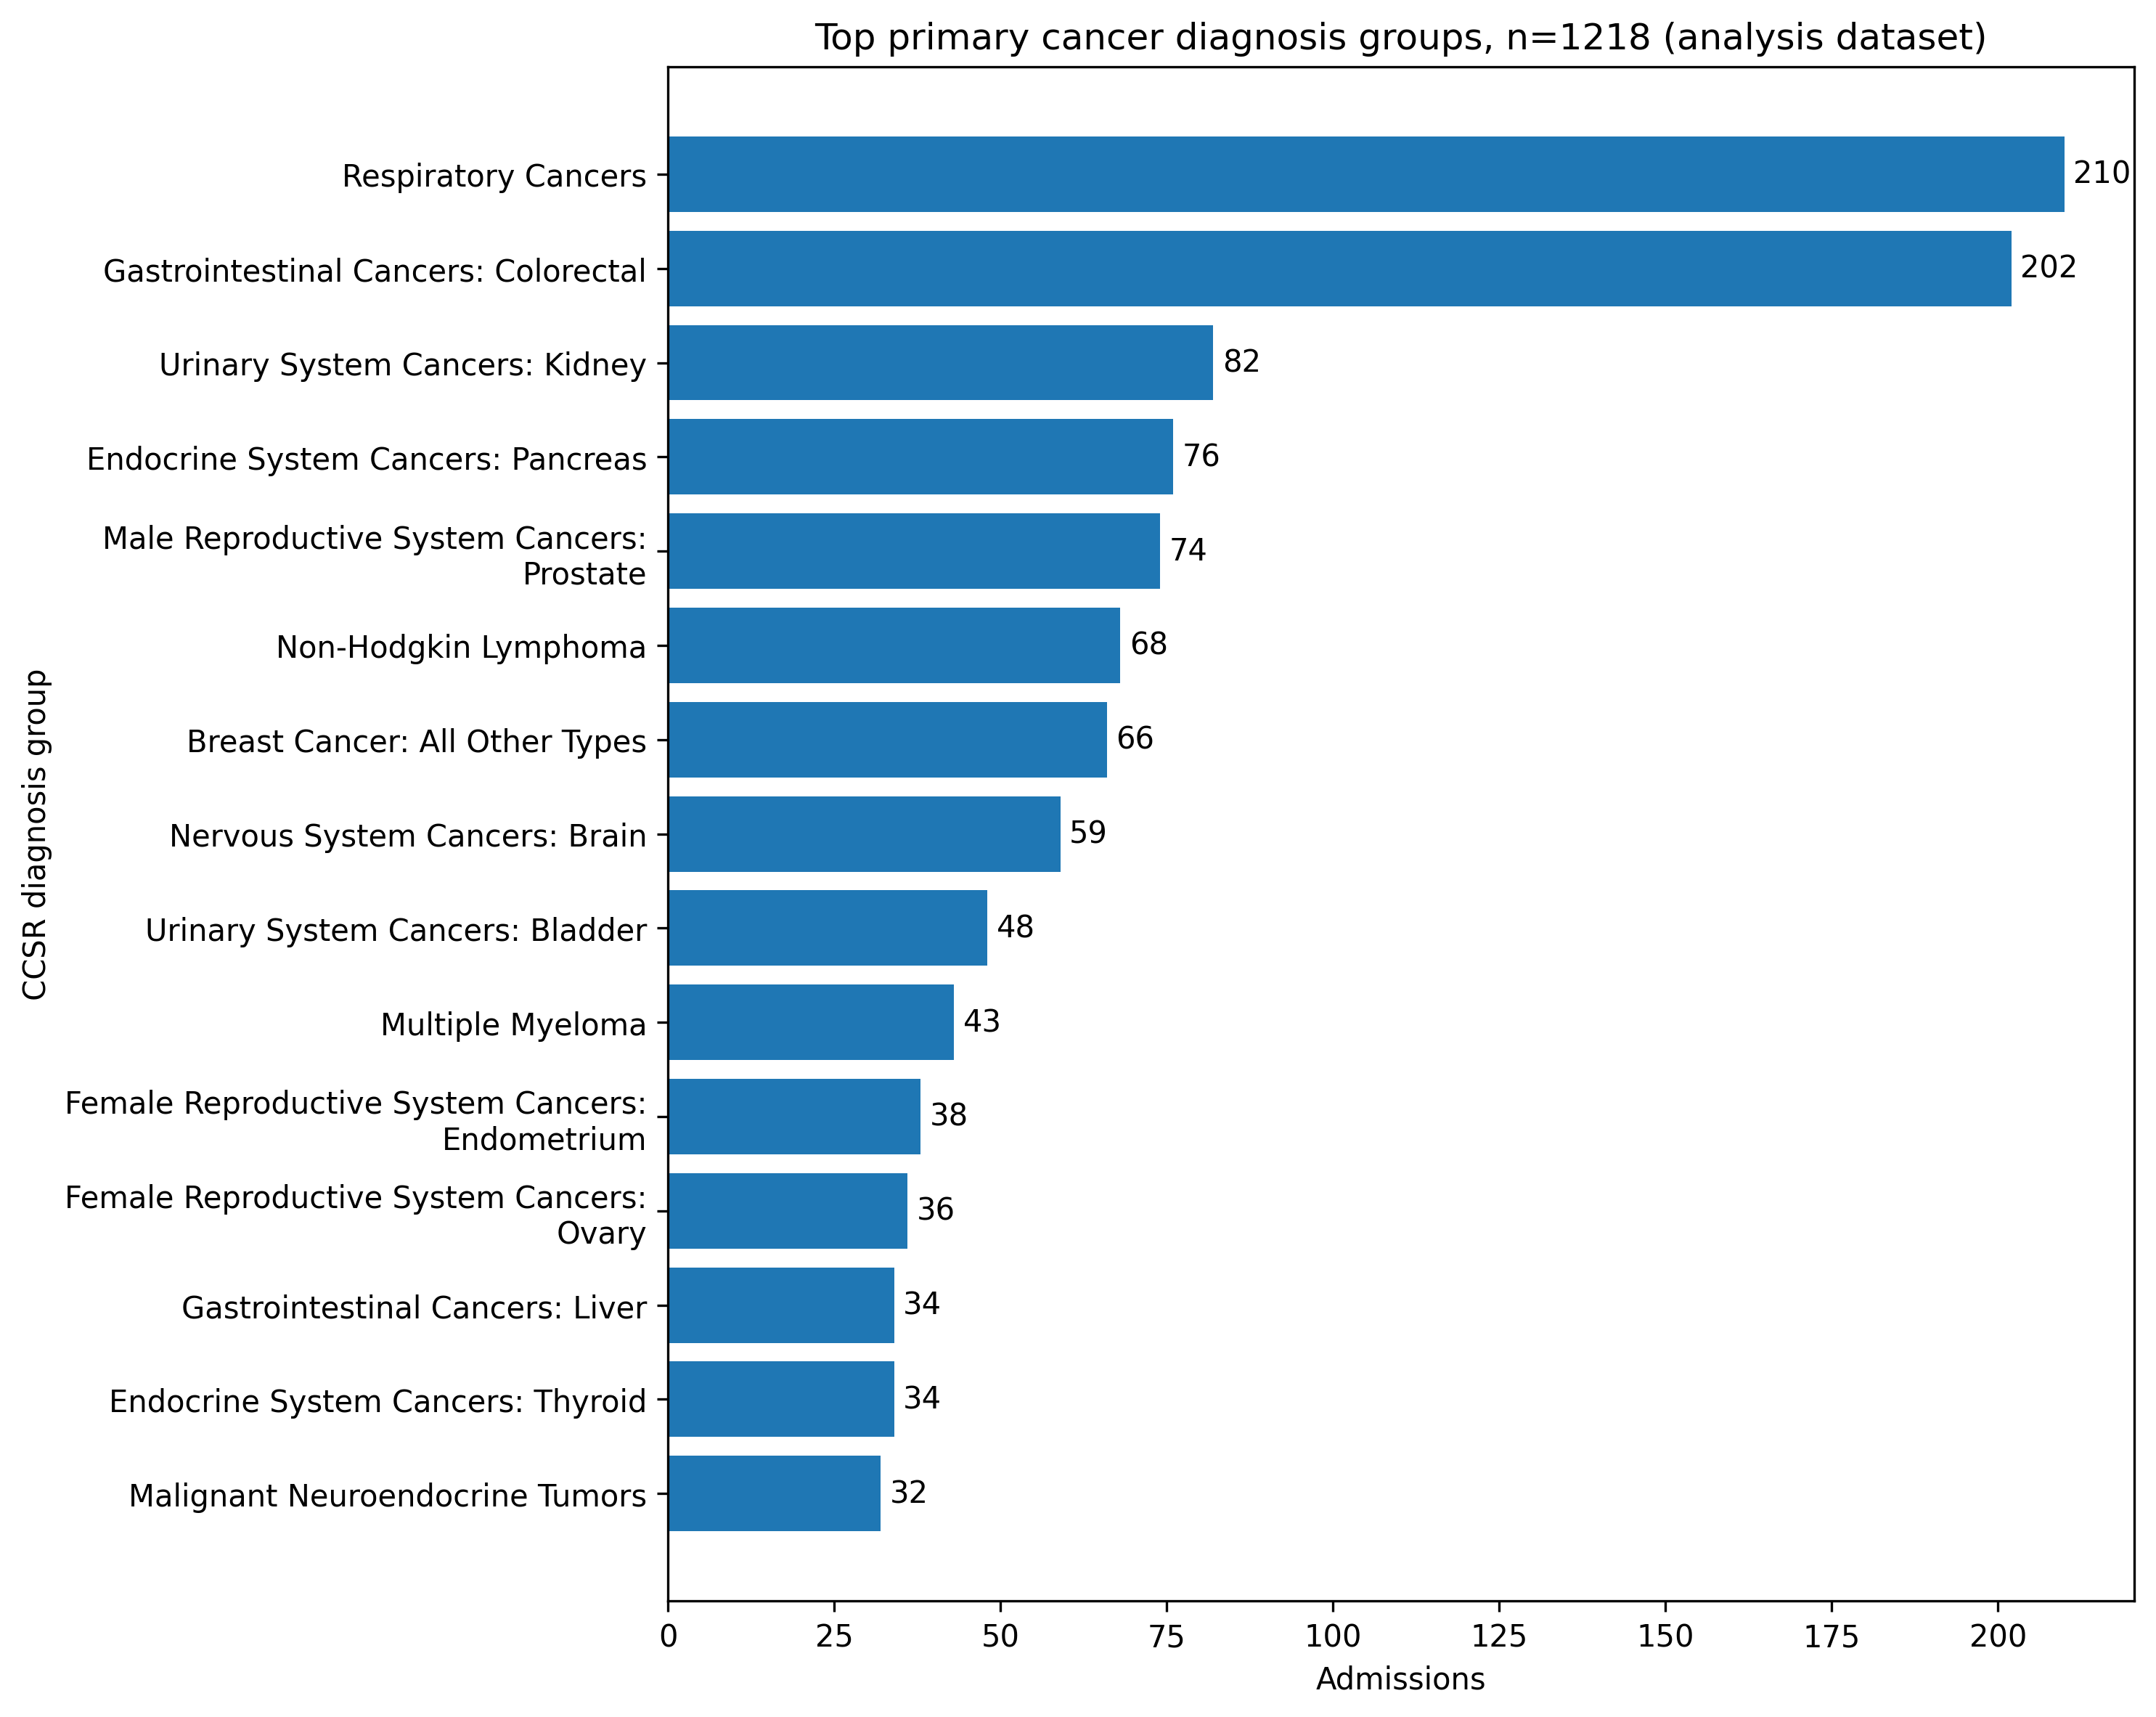 Top primary cancer diagnosis groups, n=1218 (analysis dataset)
Respiratory Cancers 210
Gastrointestinal Cancers: Colorectal 202
Urinary System Cancers: Kidney 82
Endocrine System Cancers: Pancreas 76
Male Reproductive System Cancers:
Prostate 74
Non-Hodgkin Lymphoma 68
Breast Cancer: All Other Types 66
Nervous System Cancers: Brain 59
Urinary System Cancers: Bladder 48
Multiple Myeloma 43
Female Reproductive System Cancers:
Endometrium 38
Female Reproductive System Cancers:
Ovary 36
Gastrointestinal Cancers: Liver 34
Endocrine System Cancers: Thyroid 34
Malignant Neuroendocrine Tumors 32
0 25 50 75 100 125 150 175 200
Admissions
CCSR diagnosis group